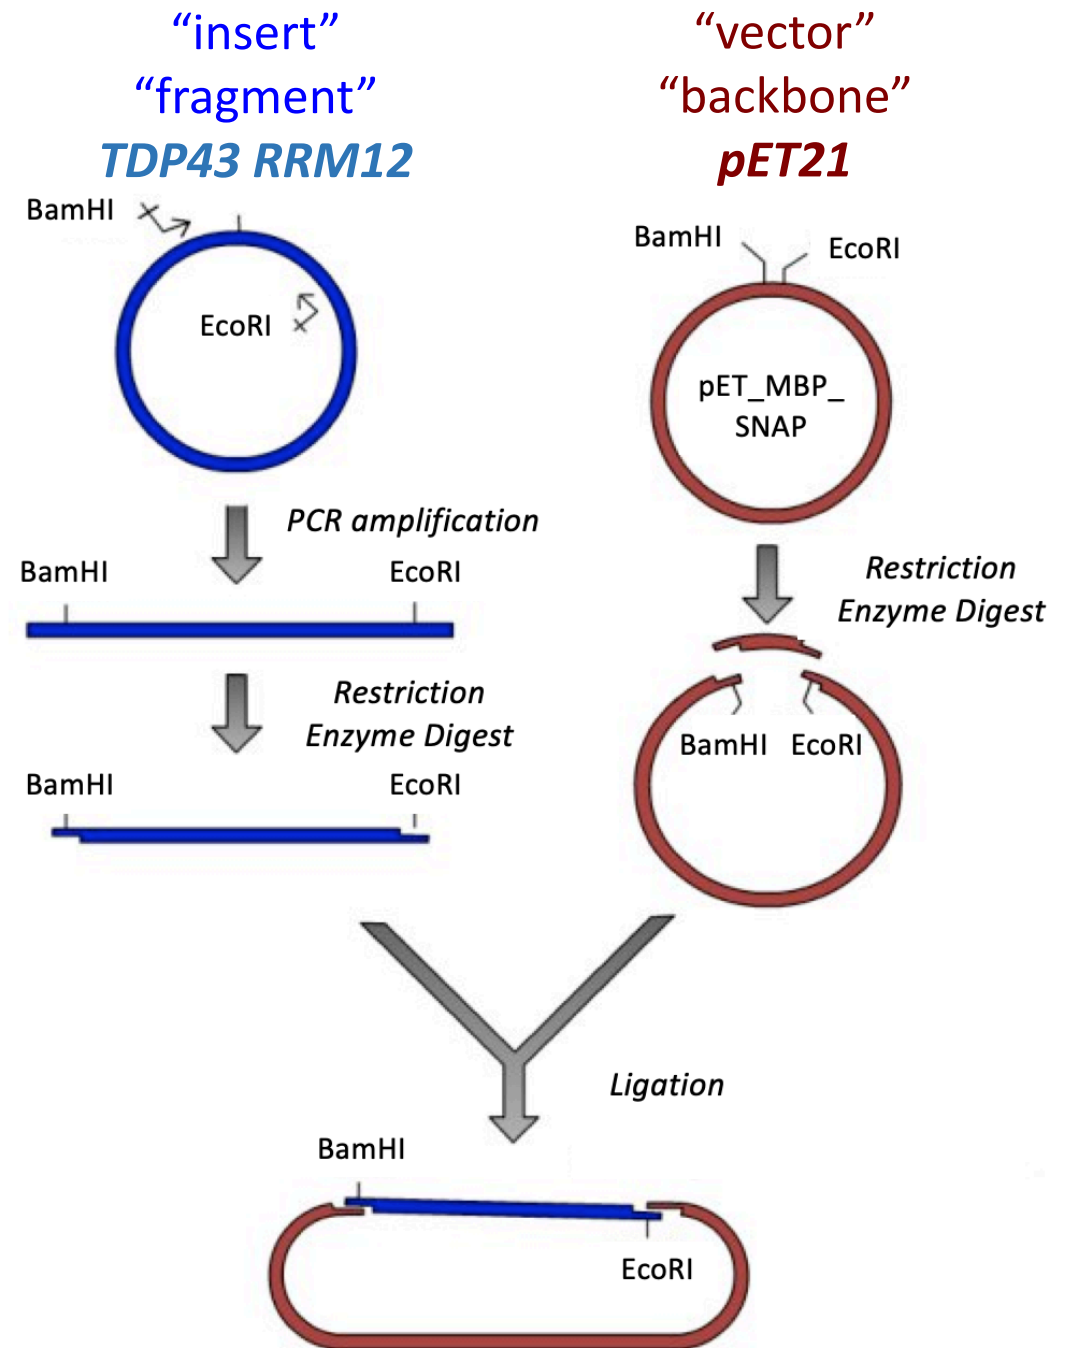 “insert”
“fragment”
TDP43 RRM12
“vector”
“backbone”
pET21
BamHI
EcoRI
BamHI
EcoRI
pET_MBP_
SNAP
PCR amplification
BamHI
EcoRI
Restriction
Enzyme Digest
Restriction
Enzyme Digest
BamHI
EcoRI
BamHI
EcoRI
Ligation
BamHI
EcoRI